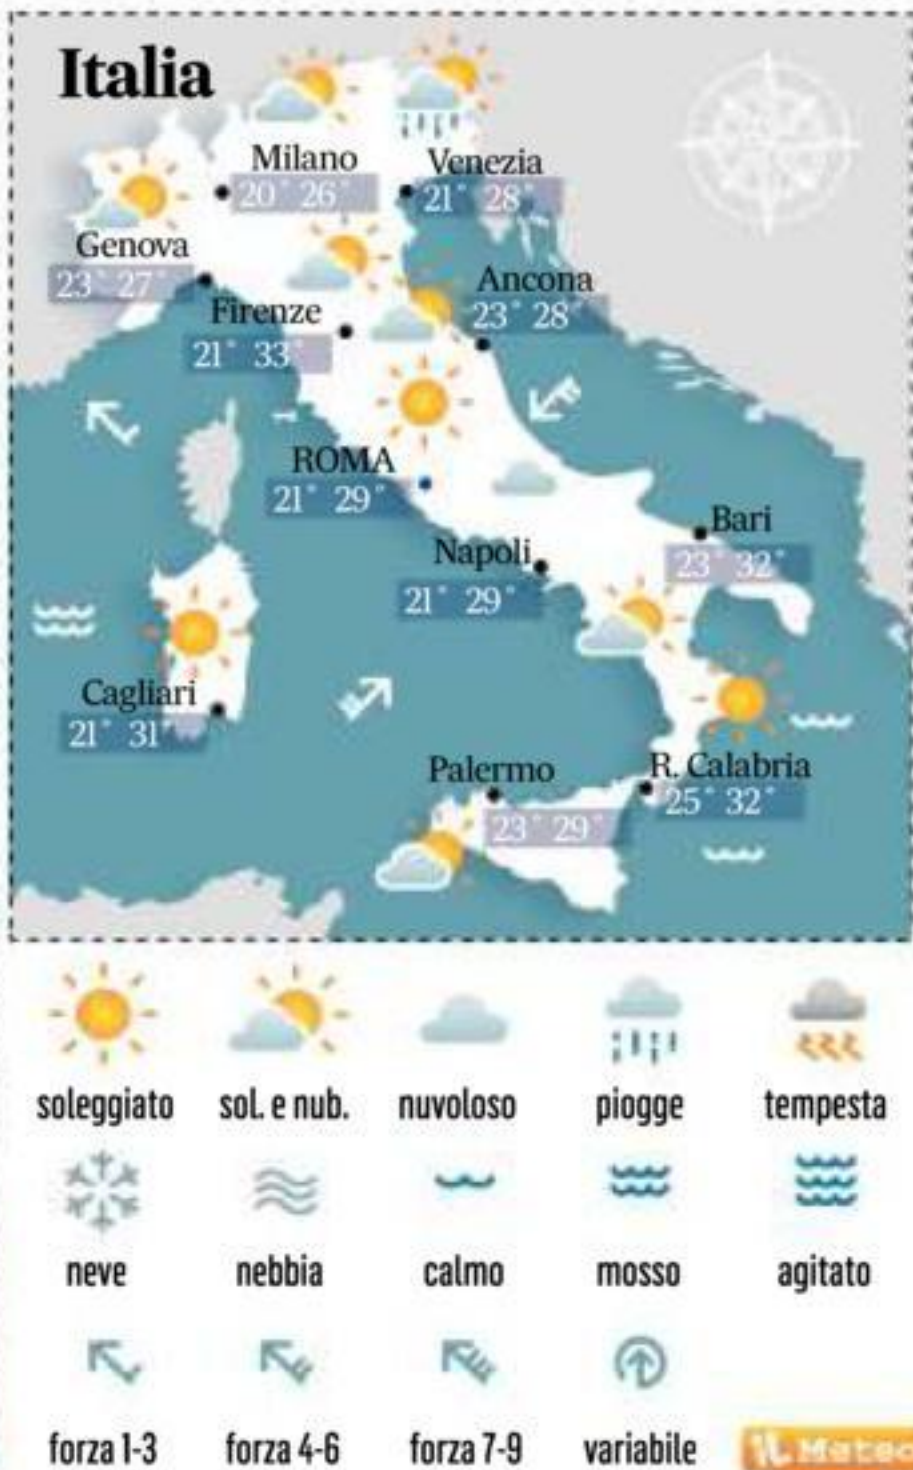 Italia
Milano
20° 26°
Venezia
21° 28°
Genova
23° 27°
Ancona
23° 28°
Firenze
21° 33°
ROMA
21° 29°
Bari
23° 32°
Napoli
21° 29°
Cagliari
21° 31°
Palermo
23° 29°
R. Calabria
25° 32°
soleggiato
sol. e nub.
nuvoloso
piogge
tempesta
neve
nebbia
calmo
mosso
agitato
forza 1-3
forza 4-6
forza 7-9
variabile
iL Meteo